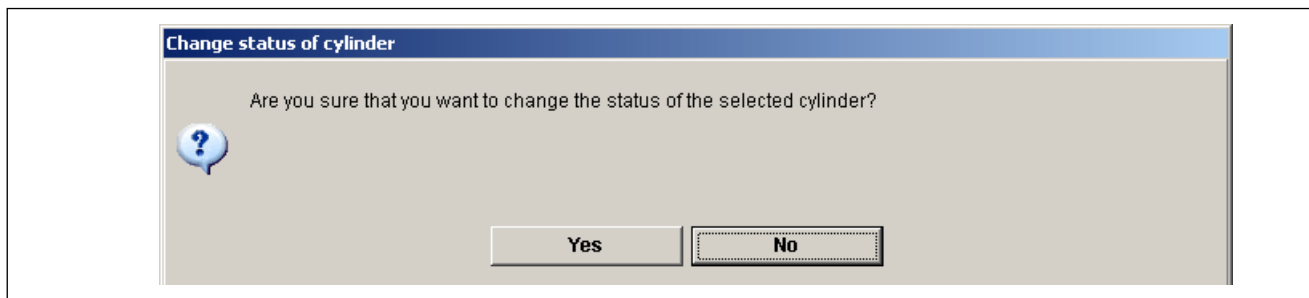 Change status of cylinder
Are you sure that you want to change the status of the selected cylinder?
Yes No